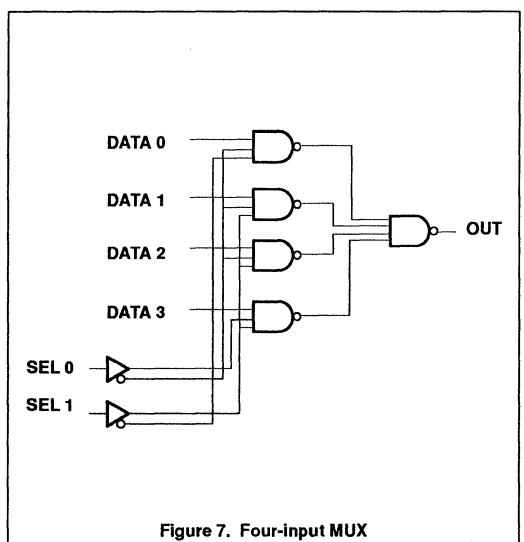 DATA 0
DATA 1
DATA 2
DATA 3
OUT
SEL 0
SEL 1
Figure 7. Four-input MUX